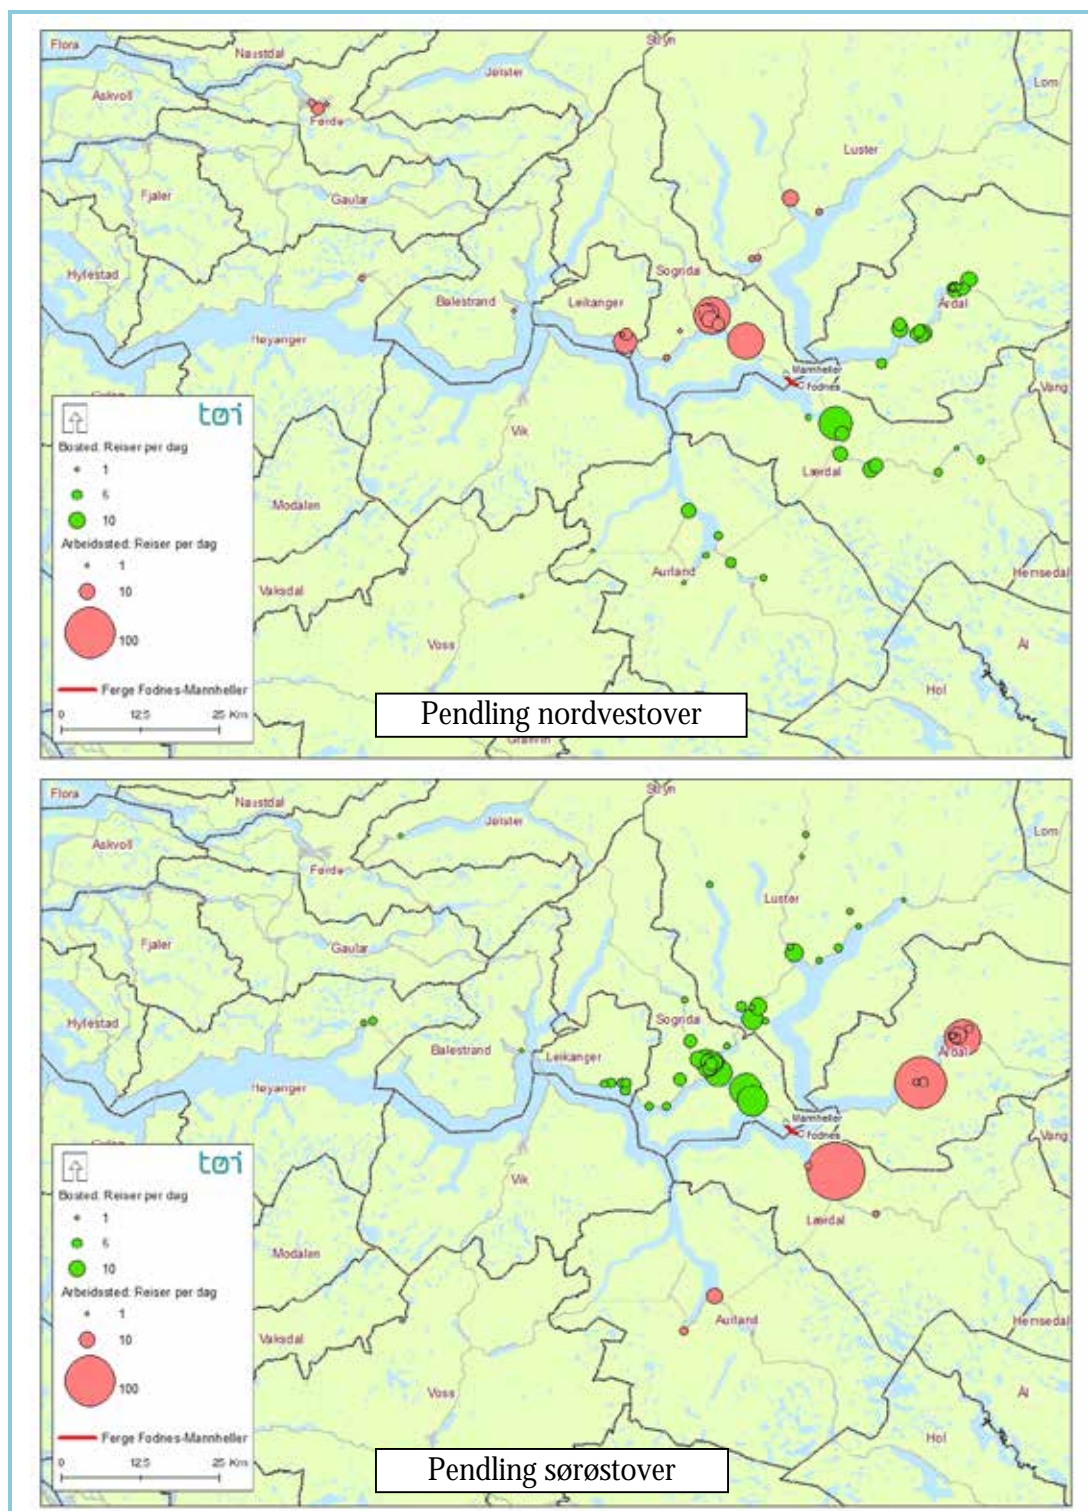 Stryn
Flora
Naustdal
Jølster
Lom
Askvoll
Førde
Luster
Fjaler
Gaular
Hyllestad
Sogndal
Balestrand
Leikanger
Årdal
Høyanger
Mannheller
Fodnes
Vang
Vik
Lærdal
Modalen
Aurland
Hemsedal
Vaksdal
Voss
Ål
Hol
Granvin
tøi
Bosted. Reiser per dag
1
5
10
Arbeidssted. Reiser per dag
1
10
100
Ferge Fodnes-Mannheller
0 12.5 25 Km
Pendling nordvestover
Stryn
Flora
Naustdal
Jølster
Lom
Askvoll
Førde
Luster
Fjaler
Gaular
Hyllestad
Sogndal
Balestrand
Leikanger
Årdal
Høyanger
Mannheller
Fodnes
Vang
Vik
Lærdal
Modalen
Aurland
Hemsedal
Vaksdal
Voss
Ål
Hol
tøi
Bosted. Reiser per dag
1
5
10
Arbeidssted. Reiser per dag
1
10
100
Ferge Fodnes-Mannheller
0 12.5 25 Km
Pendling sørøstover